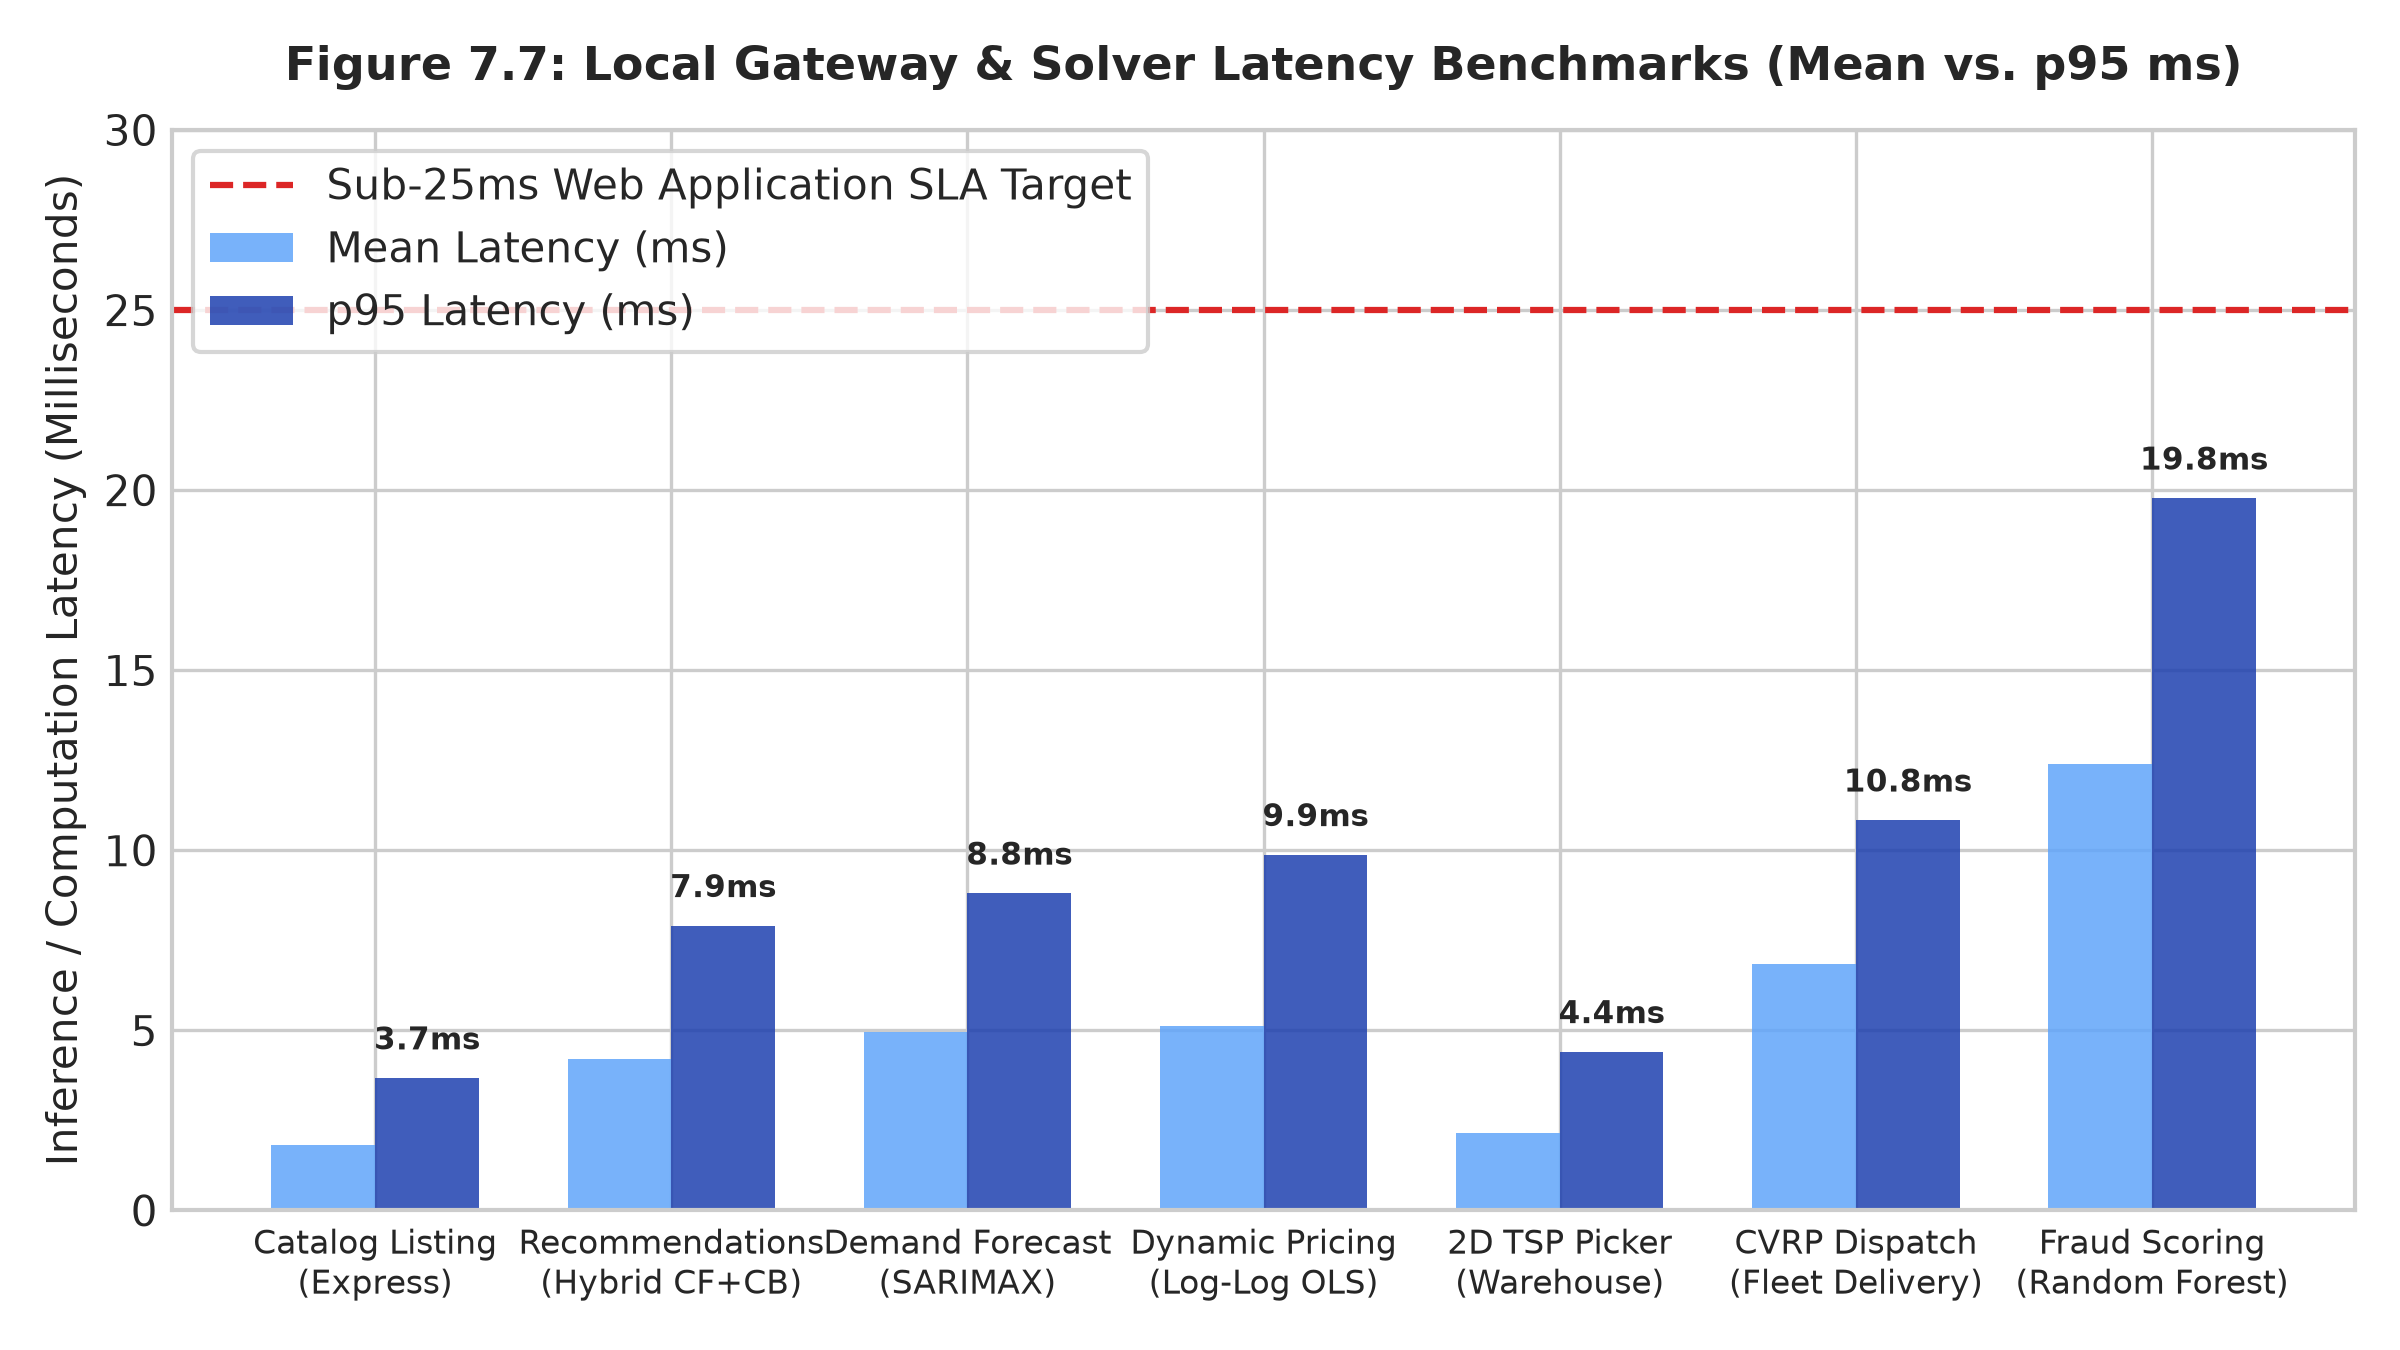 Figure 7.7: Local Gateway & Solver Latency Benchmarks (Mean vs. p95 ms)
Inference / Computation Latency (Milliseconds)
30
25
20
15
10
5
0
Sub-25ms Web Application SLA Target
Mean Latency (ms)
p95 Latency (ms)
3.7ms
7.9ms
8.8ms
9.9ms
4.4ms
10.8ms
19.8ms
Catalog Listing
(Express)
Recommendations
(Hybrid CF+CB)
Demand Forecast
(SARIMAX)
Dynamic Pricing
(Log-Log OLS)
2D TSP Picker
(Warehouse)
CVRP Dispatch
(Fleet Delivery)
Fraud Scoring
(Random Forest)